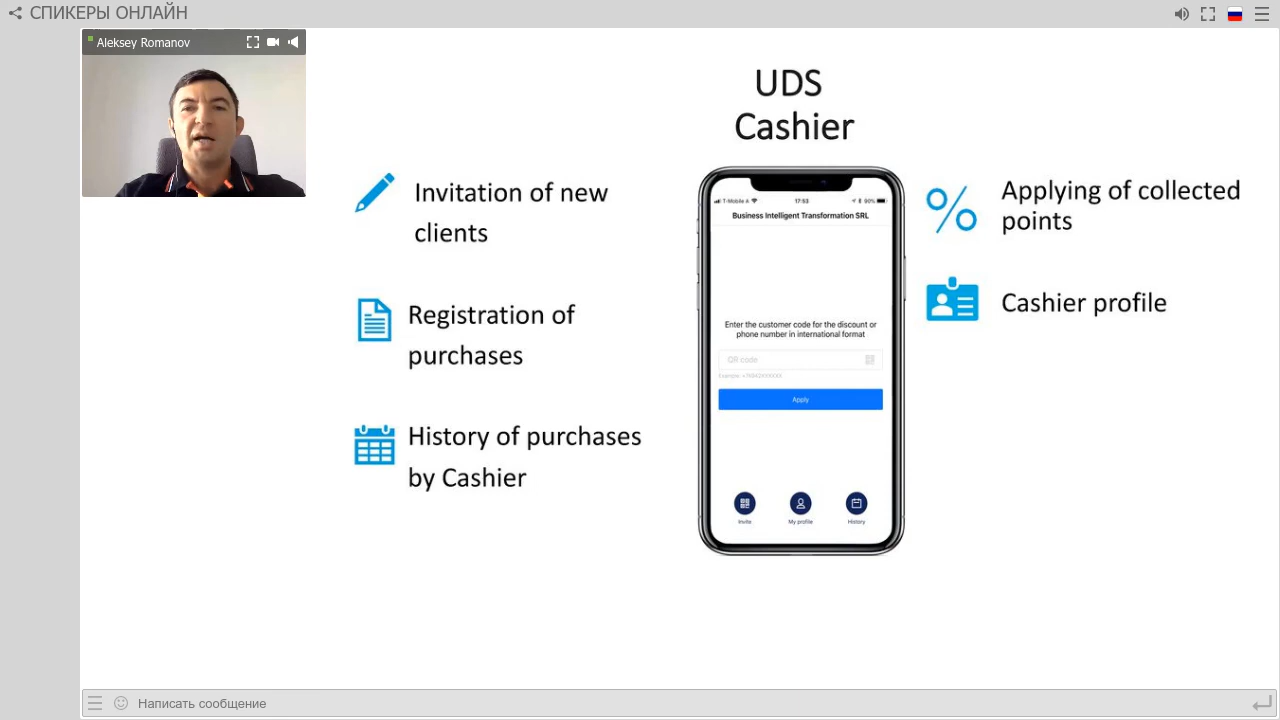 СПИКЕРЫ ОНЛАЙН
Aleksey Romanov
UDS
Cashier
Invitation of new
clients
Registration of
purchases
History of purchases
by Cashier
T-Mobile A
17:53
90%
Business Intelligent Transformation SRL
Enter the customer code for the discount or
phone number in international format
QR code
Apply
Invite
My profile
History
Applying of collected
points
Cashier profile
Написать сообщение